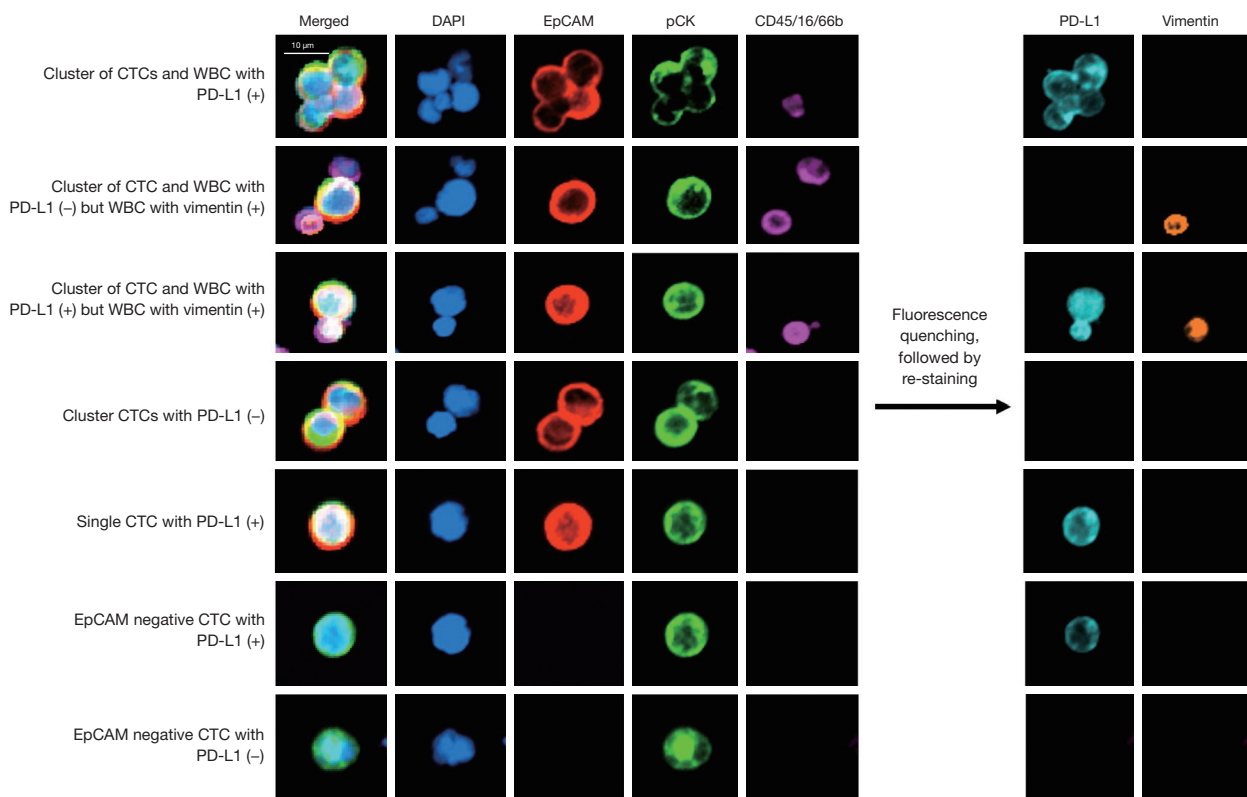 Merged
DAPI
EpCAM
pCK
CD45/16/66b
PD-L1
Vimentin
10 μm
Cluster of CTCs and WBC with
PD-L1 (+)
Cluster of CTC and WBC with
PD-L1 (–) but WBC with vimentin (+)
Cluster of CTC and WBC with
PD-L1 (+) but WBC with vimentin (+)
Fluorescence
quenching,
followed by
re-staining
Cluster CTCs with PD-L1 (–)
Single CTC with PD-L1 (+)
EpCAM negative CTC with
PD-L1 (+)
EpCAM negative CTC with
PD-L1 (–)